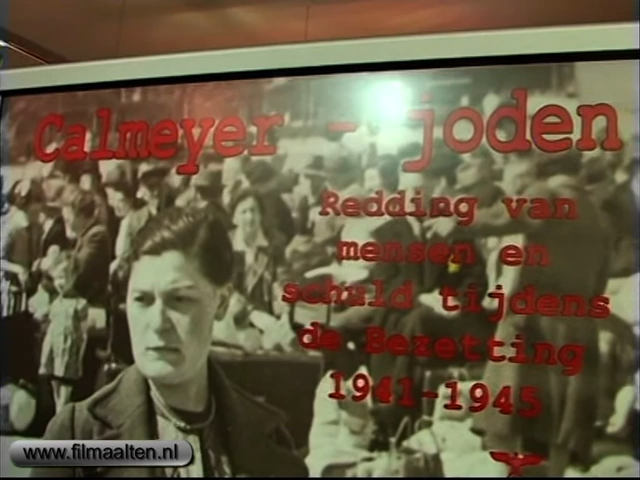 Calmeyer - joden
Redding van
mensen en
schuld tijdens
de Bezetting
1941-1945
www.filmaalten.nl